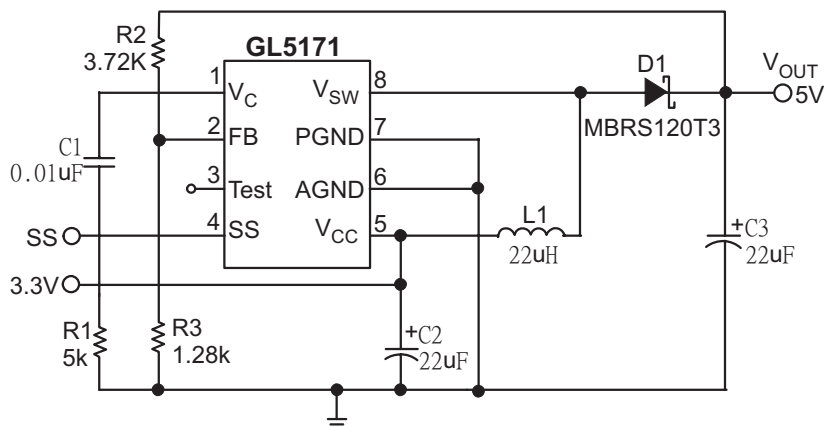 R2
3.72K
GL5171
D1
V_OUT
5V
MBRS120T3
1
V_C
V_SW
8
2
FB
PGND
7
3
Test
AGND
6
4
SS
V_CC
5
C1
0.01uF
SS
3.3V
L1
22uH
+C3
22uF
R1
5k
R3
1.28k
+C2
22uF